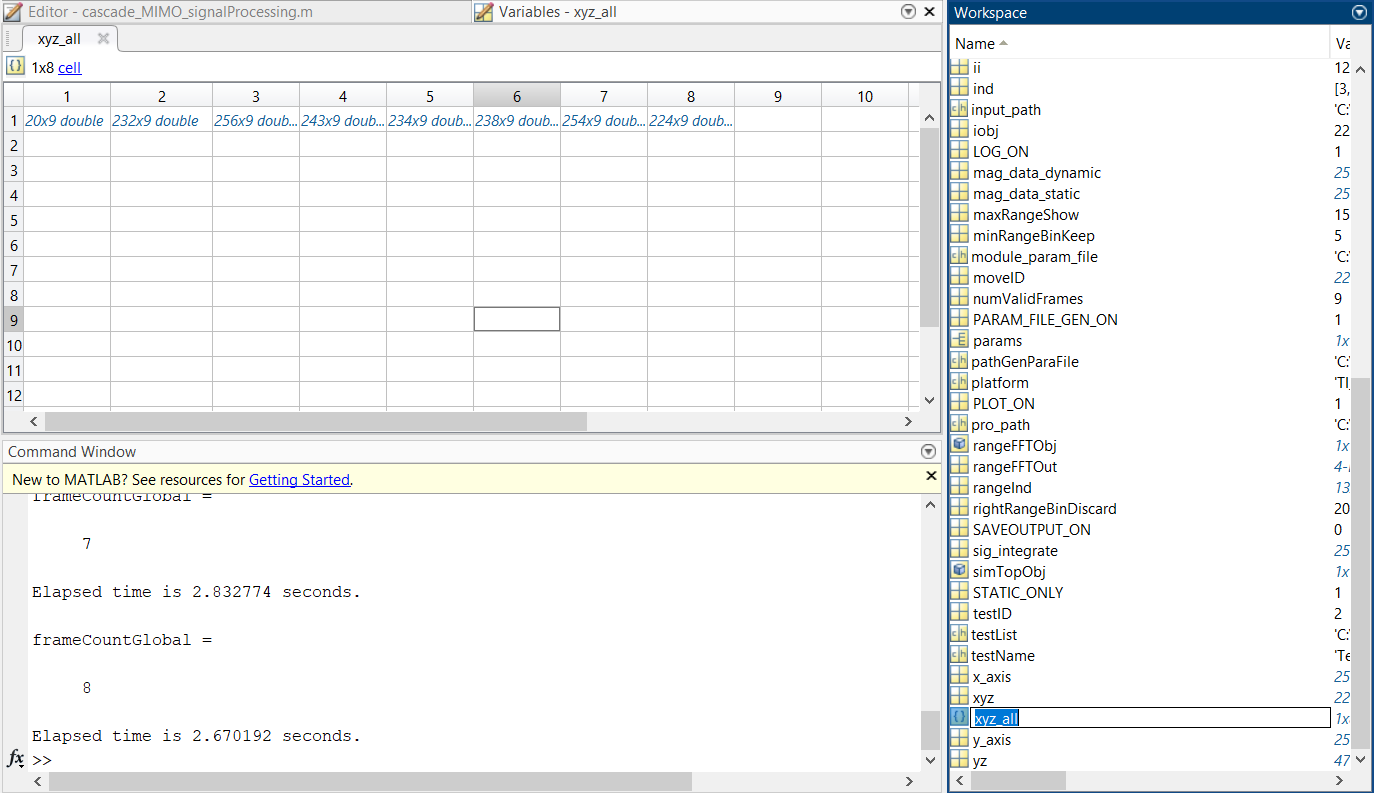 Editor - cascade_MIMO_signalProcessing.m
Variables - xyz_all
xyz_all
1x8 cell
1 2 3 4 5 6 7 8 9 10
1 20x9 double 232x9 double 256x9 doub... 243x9 doub... 234x9 doub... 238x9 doub... 254x9 doub... 224x9 doub...
2
3
4
5
6
7
8
9
10
11
12
Command Window
New to MATLAB? See resources for Getting Started.
frameCountGlobal =
7
Elapsed time is 2.832774 seconds.
frameCountGlobal =
8
Elapsed time is 2.670192 seconds.
fx >>
Workspace
Name Va
ii 12
ind [3,
input_path 'C:'
iobj 22
LOG_ON 1
mag_data_dynamic 25
mag_data_static 25
maxRangeShow 15
minRangeBinKeep 5
module_param_file 'C:'
moveID 22
numValidFrames 9
PARAM_FILE_GEN_ON 1
params 1x
pathGenParaFile 'C:'
platform 'TI_
PLOT_ON 1
pro_path 'C:'
rangeFFTObj 1x
rangeFFTOut 4-
rangeInd 13
rightRangeBinDiscard 20
SAVEOUTPUT_ON 0
sig_integrate 25
simTopObj 1x
STATIC_ONLY 1
testID 2
testList 'C:'
testName 'Te
x_axis 25
xyz 22
xyz_all 1x
y_axis 25
yz 47